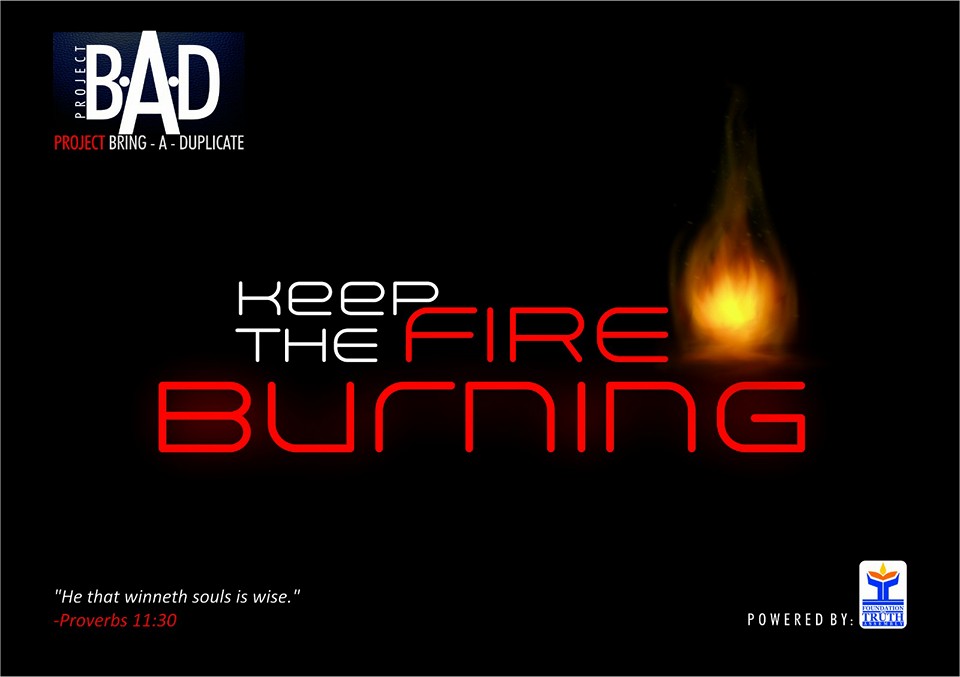 PROJECT
B.A.D
PROJECT BRING - A - DUPLICATE
KEEP
THE FIRE
BURNING
"He that winneth souls is wise."
-Proverbs 11:30
POWERED BY:
FOUNDATION
TRUTH
ASSEMBLY